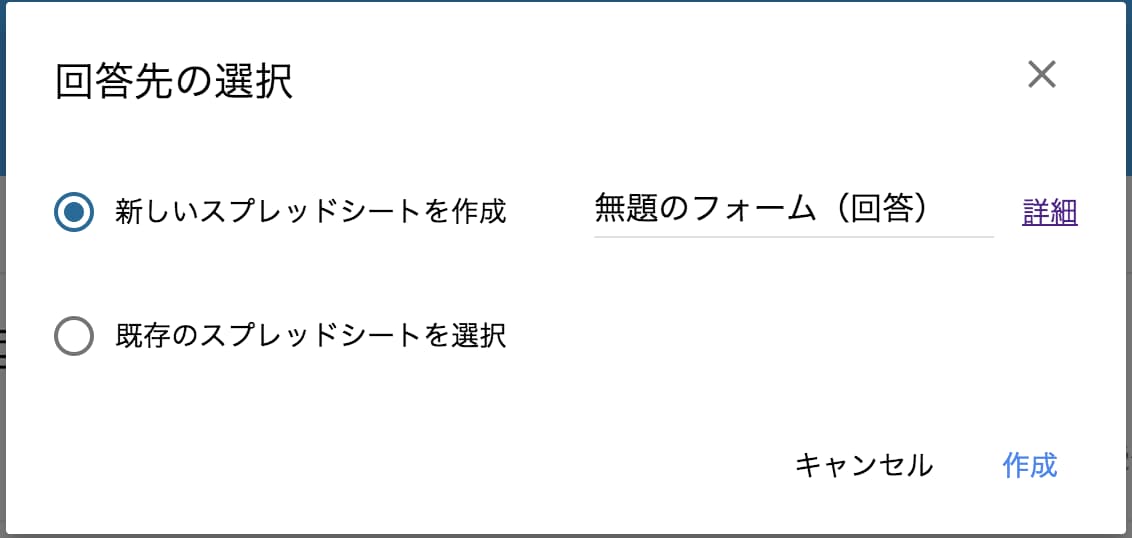 回答先の選択
新しいスプレッドシートを作成 無題のフォーム（回答） 詳細
既存のスプレッドシートを選択
キャンセル 作成